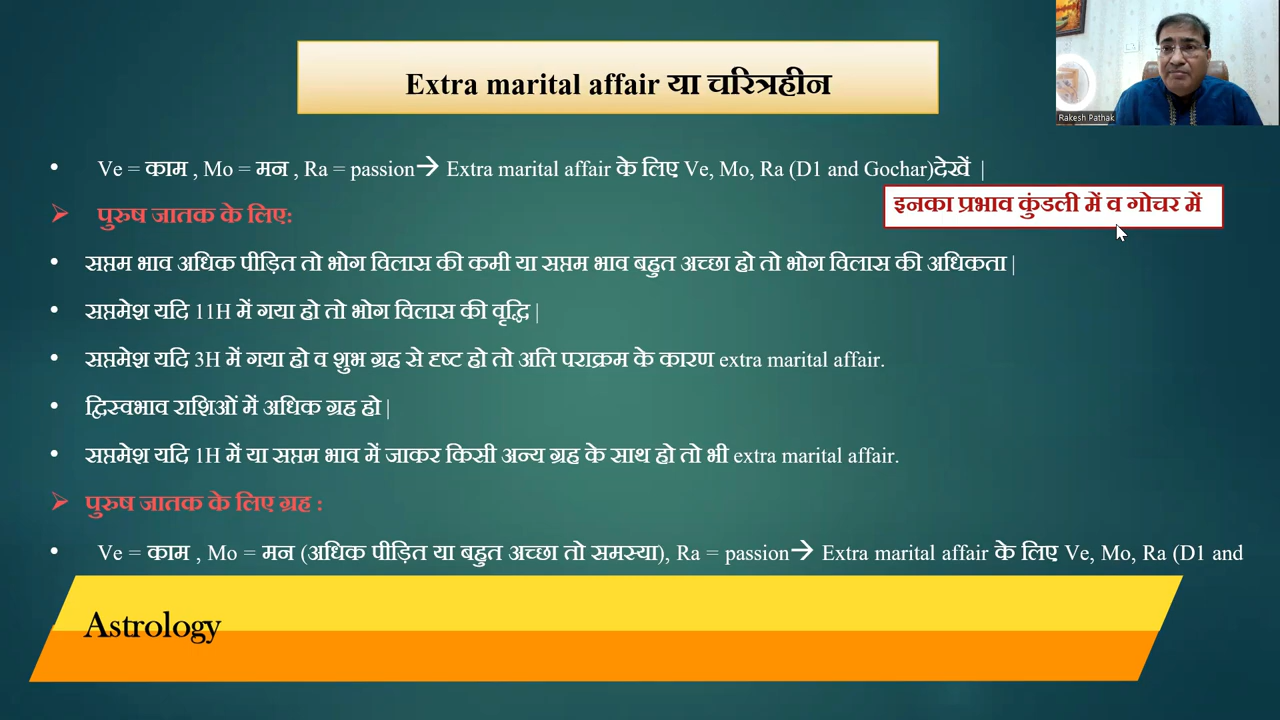 Extra marital affair या चरित्रहीन
Rakesh Pathak
• Ve = काम , Mo = मन , Ra = passion→ Extra marital affair के लिए Ve, Mo, Ra (D1 and Gochar)देखें |
इनका प्रभाव कुंडली में व गोचर में
➢ पुरुष जातक के लिए:
• सप्तम भाव अधिक पीड़ित तो भोग विलास की कमी या सप्तम भाव बहुत अच्छा हो तो भोग विलास की अधिकता |
• सप्तमेश यदि 11H में गया हो तो भोग विलास की वृद्धि |
• सप्तमेश यदि 3H में गया हो व शुभ ग्रह से दृष्ट हो तो अति पराक्रम के कारण extra marital affair.
• द्विस्वभाव राशिओं में अधिक ग्रह हो |
• सप्तमेश यदि 1H में या सप्तम भाव में जाकर किसी अन्य ग्रह के साथ हो तो भी extra marital affair.
➢ पुरुष जातक के लिए ग्रह :
• Ve = काम , Mo = मन (अधिक पीड़ित या बहुत अच्छा तो समस्या), Ra = passion→ Extra marital affair के लिए Ve, Mo, Ra (D1 and
Astrology